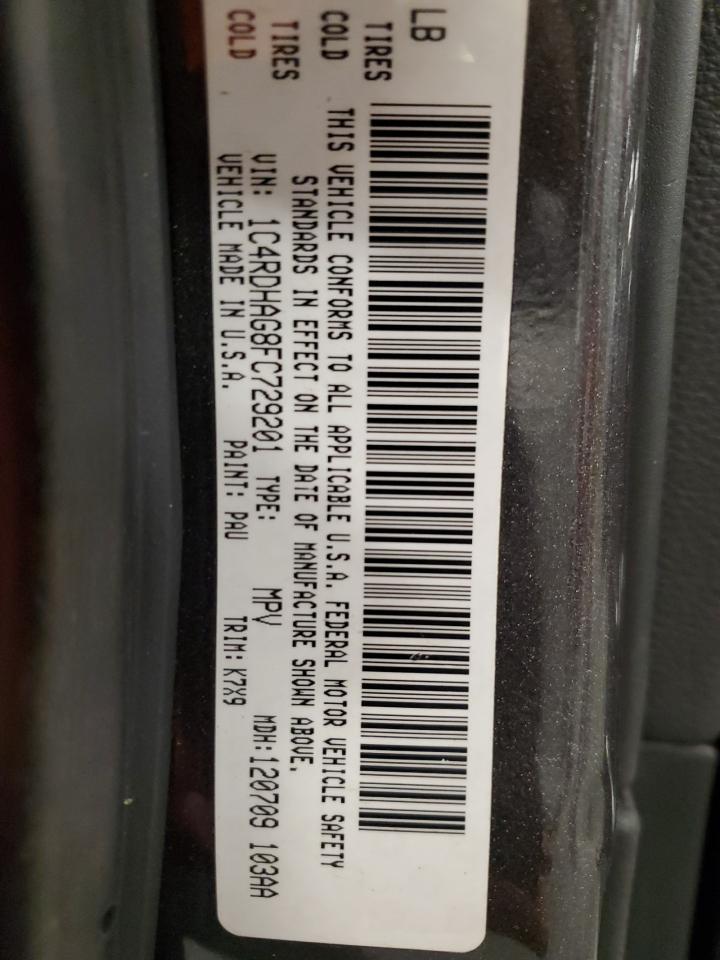 LB
TIRES
COLD
TIRES
COLD
THIS VEHICLE CONFORMS TO ALL APPLICABLE U.S.A. FEDERAL MOTOR VEHICLE SAFETY
STANDARDS IN EFFECT ON THE DATE OF MANUFACTURE SHOWN ABOVE.
VIN: 1C4RDHAG8FC729201 TYPE: MPV MDH:120709 103AA
VEHICLE MADE IN U.S.A. PAINT: PAU TRIM: K7X9